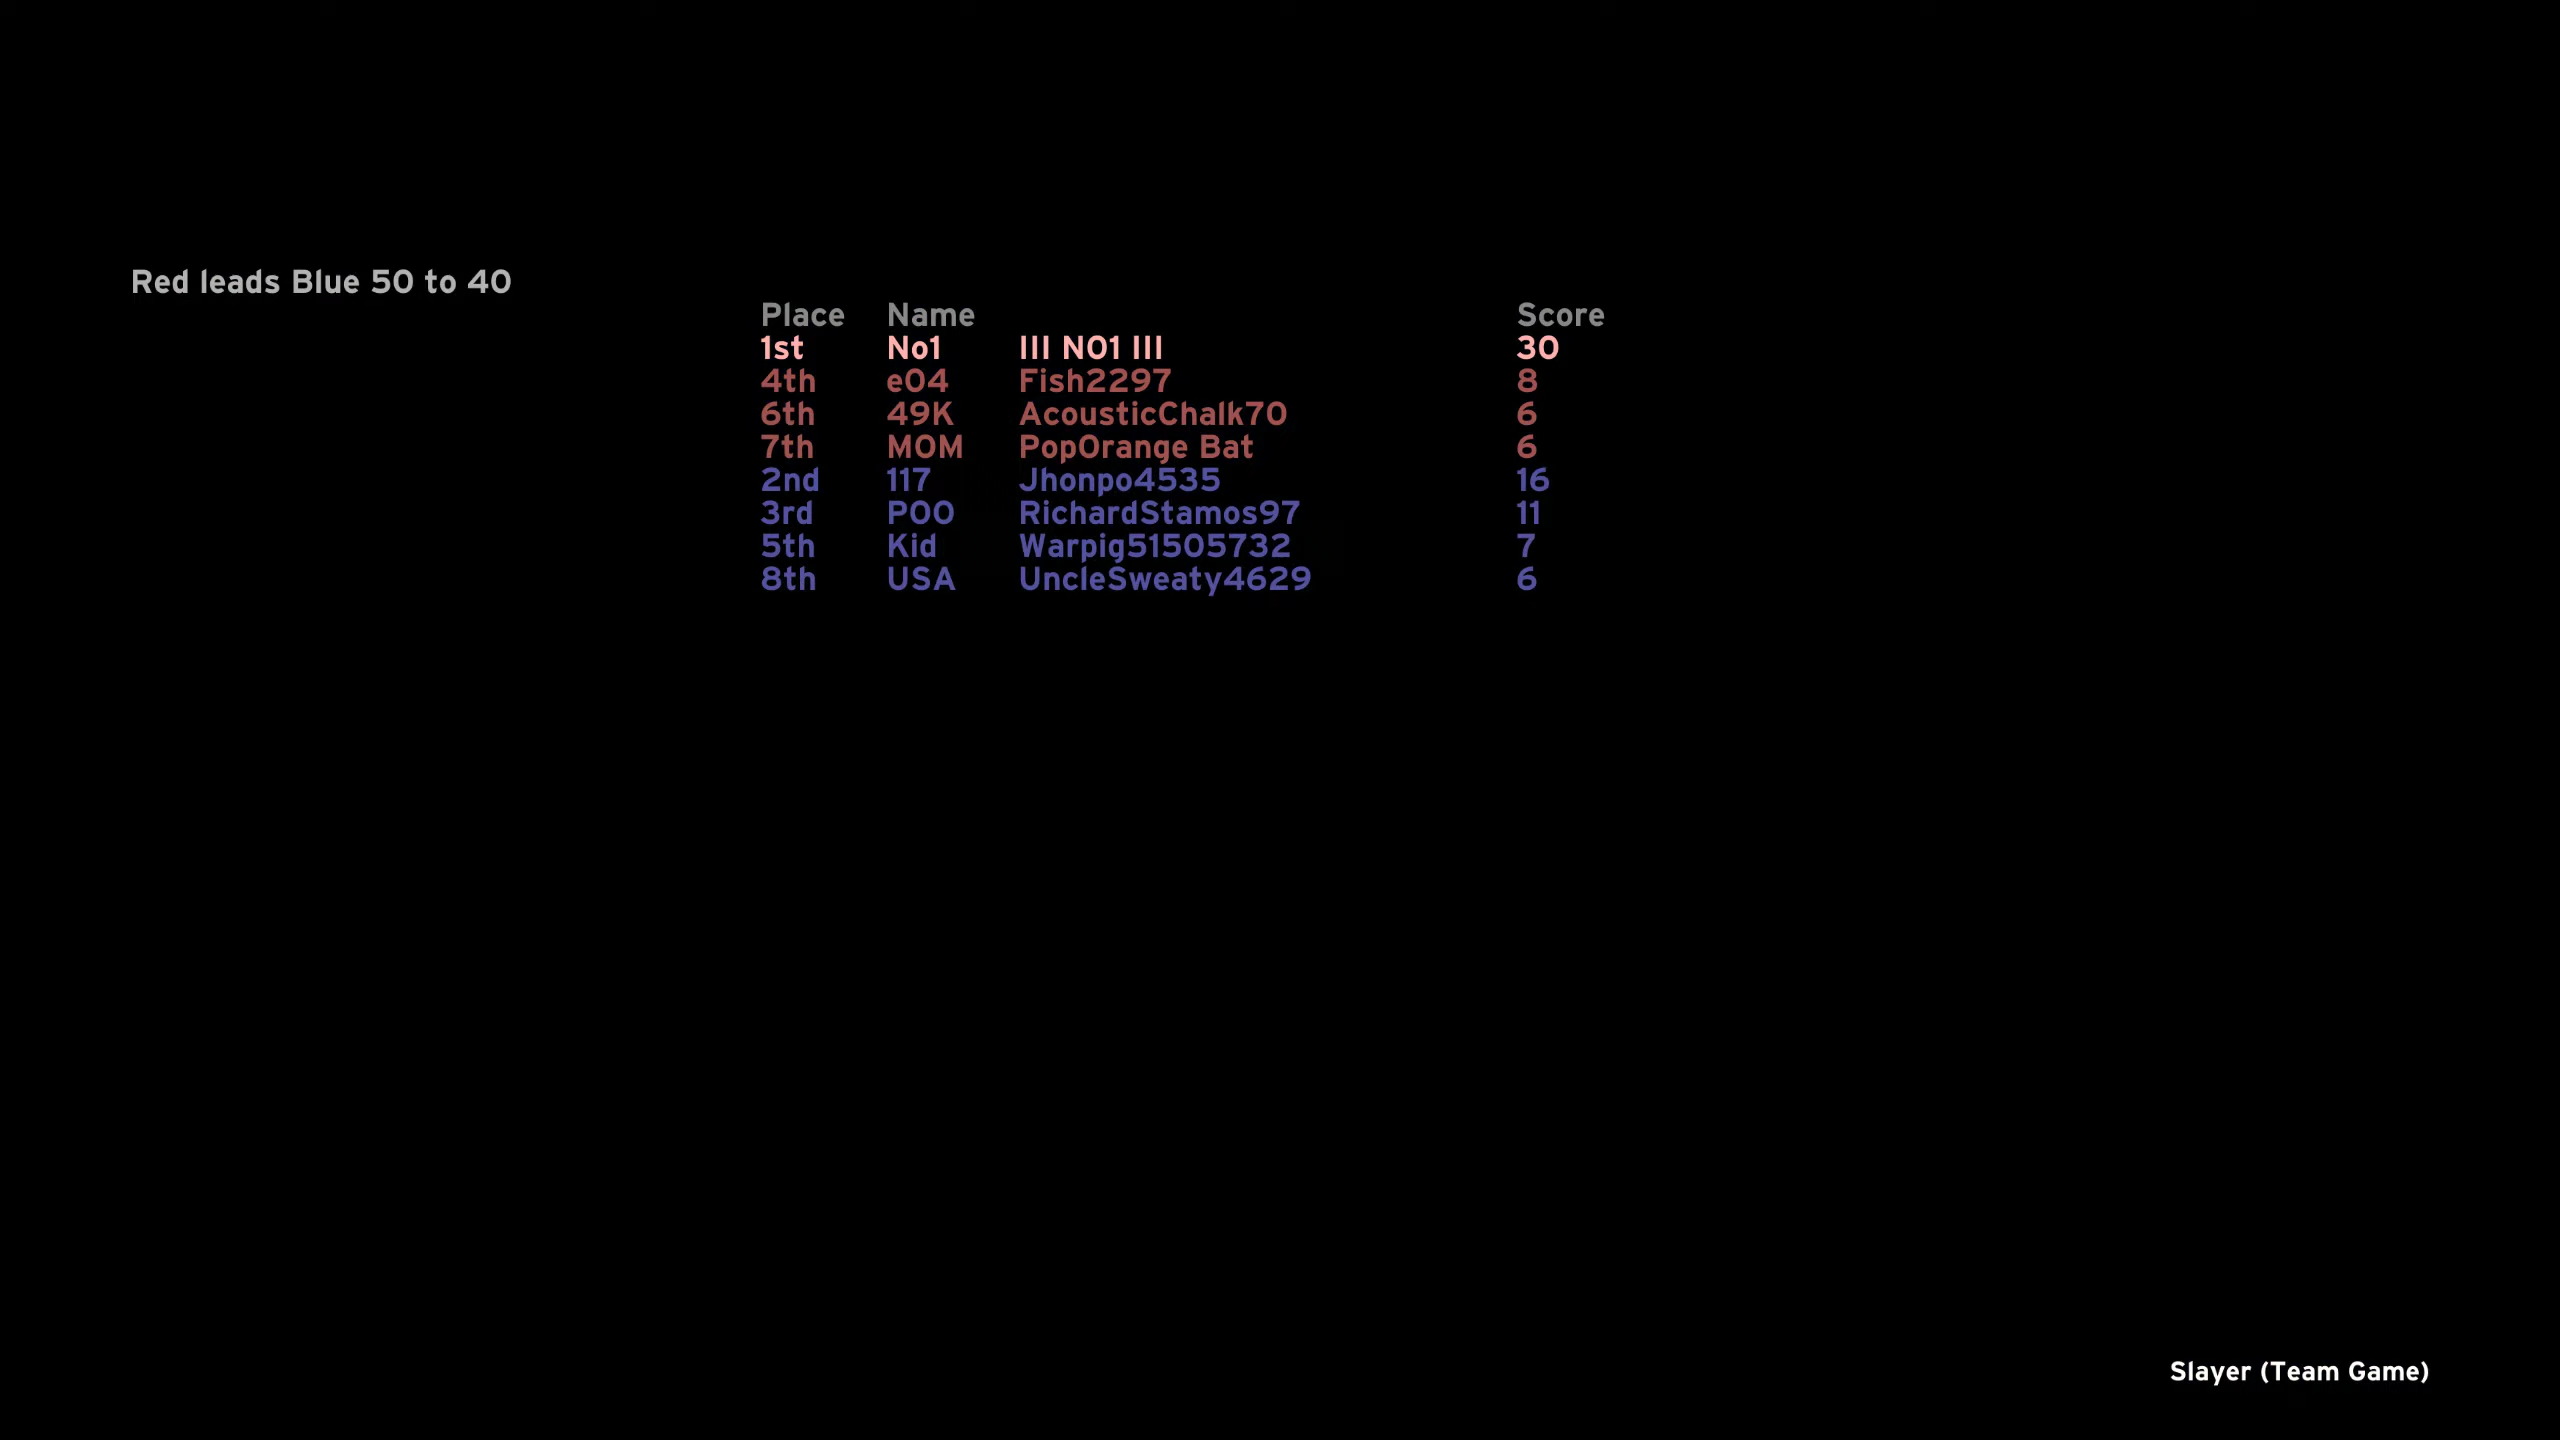 Red leads Blue 50 to 40
Place Name Score
1st No1 III NO1 III 30
4th e04 Fish2297 8
6th 49K AcousticChalk70 6
7th MOM PopOrange Bat 6
2nd 117 Jhonpo4535 16
3rd POO RichardStamos97 11
5th Kid Warpig51505732 7
8th USA UncleSweaty4629 6
Slayer (Team Game)